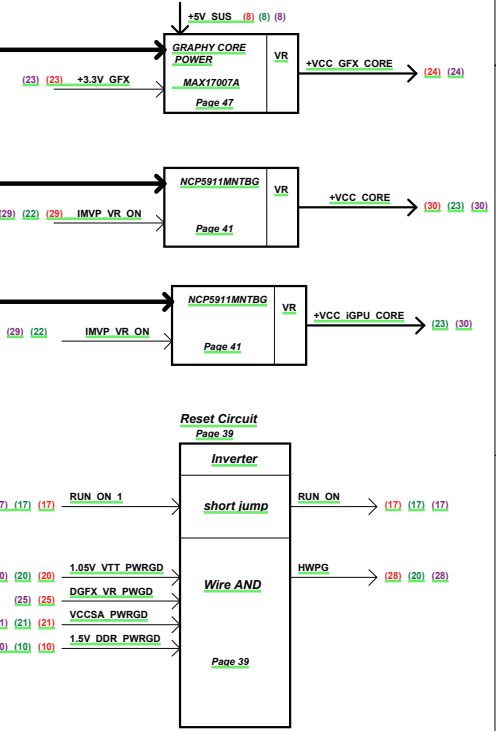 +5V_SUS (8) (8) (8)
GRAPHY CORE
POWER
VR
MAX17007A
Page 47
(23) (23) +3.3V_GFX
+VCC_GFX_CORE
(24) (24)
NCP5911MNTBG
VR
Page 41
(29) (22) (29) IMVP_VR_ON
+VCC_CORE
(30) (23) (30)
NCP5911MNTBG
VR
Page 41
(29) (22) IMVP_VR_ON
+VCC_iGPU_CORE
(23) (30)
Reset Circuit
Page 39
Inverter
(17) (17) RUN_ON_1
short jump
RUN_ON
(17) (17) (17)
(20) (20) 1.05V_VTT_PWRGD
(25) (25) DGFX_VR_PWGD
(21) (21) VCCSA_PWRGD
(10) (10) 1.5V_DDR_PWRGD
Wire AND
HWPG
(28) (20) (28)
Page 39